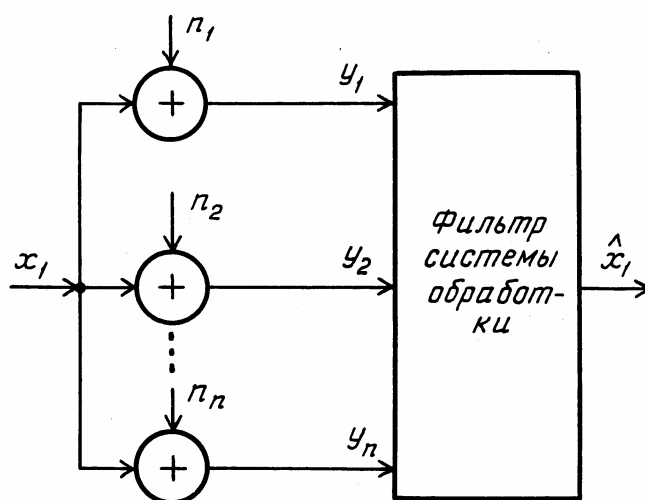 n₁
y₁
n₂
x₁
y₂
Фильтр
системы
обработ-
ки
x̂₁
nₙ
yₙ